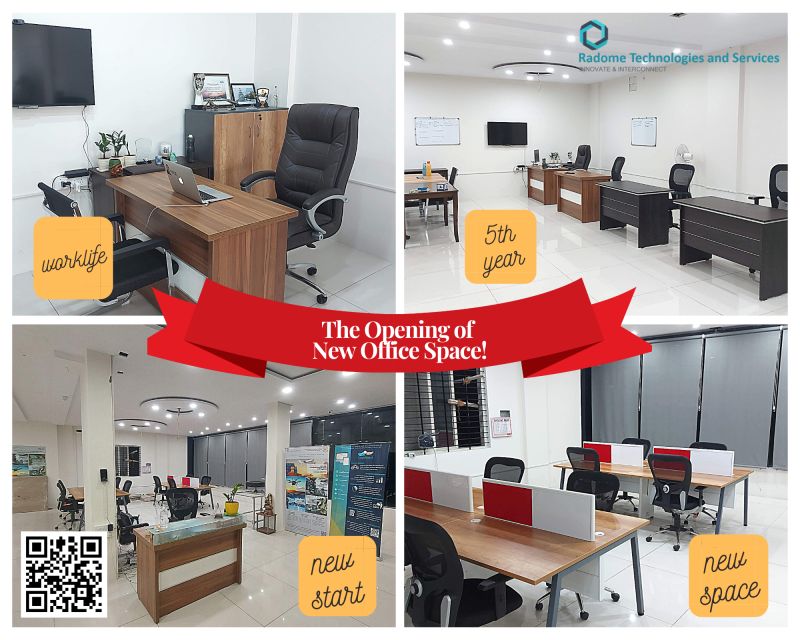 Radome Technologies and Services
INNOVATE & INTERCONNECT
worklife
5th
year
The Opening of
New Office Space!
new
start
new
space